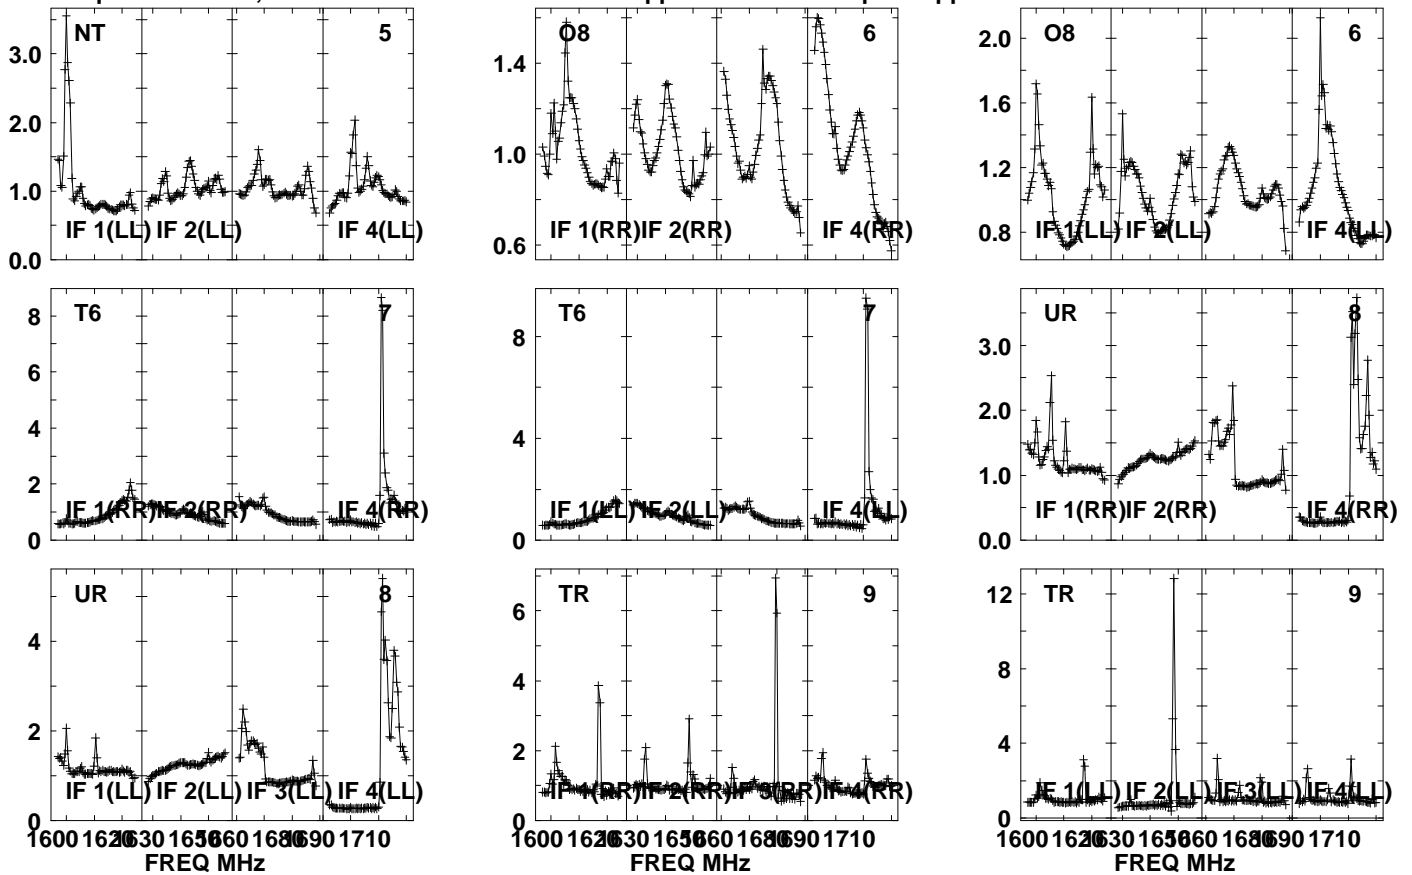 NT 5
3.0
2.0
1.0
0.0
IF 1(LL) IF 2(LL) IF 4(LL)
O8 6
1.4
1.0
0.6
IF 1(RR) IF 2(RR) IF 4(RR)
O8 6
2.0
1.6
1.2
0.8
IF 1(LL) IF 2(LL) IF 4(LL)
T6 7
8
6
4
2
0
IF 1(RR) IF 2(RR) IF 4(RR)
T6 7
8
4
0
IF 1(LL) IF 2(LL) IF 4(LL)
UR 8
3.0
2.0
1.0
0.0
IF 1(RR) IF 2(RR) IF 4(RR)
UR 8
4
2
0
IF 1(LL) IF 2(LL) IF 3(LL) IF 4(LL)
1600 1620 1630 1650 1660 1680 1690 1710
FREQ MHz
TR 9
6
4
2
0
IF 1(RR) IF 2(RR) IF 3(RR) IF 4(RR)
1600 1620 1630 1650 1660 1680 1690 1710
FREQ MHz
TR 9
12
8
4
0
IF 1(LL) IF 2(LL) IF 3(LL) IF 4(LL)
1600 1620 1630 1650 1660 1680 1690 1710
FREQ MHz